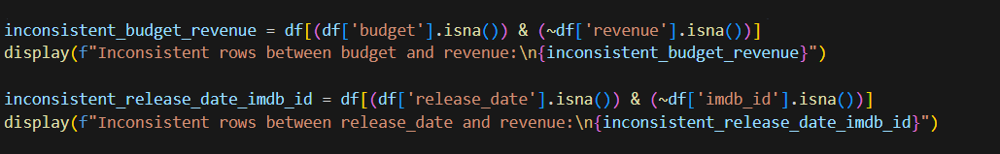 inconsistent_budget_revenue = df[(df['budget'].isna()) & (~df['revenue'].isna())]
display(f"Inconsistent rows between budget and revenue:\n{inconsistent_budget_revenue}")
inconsistent_release_date_imdb_id = df[(df['release_date'].isna()) & (~df['imdb_id'].isna())]
display(f"Inconsistent rows between release_date and revenue:\n{inconsistent_release_date_imdb_id}")